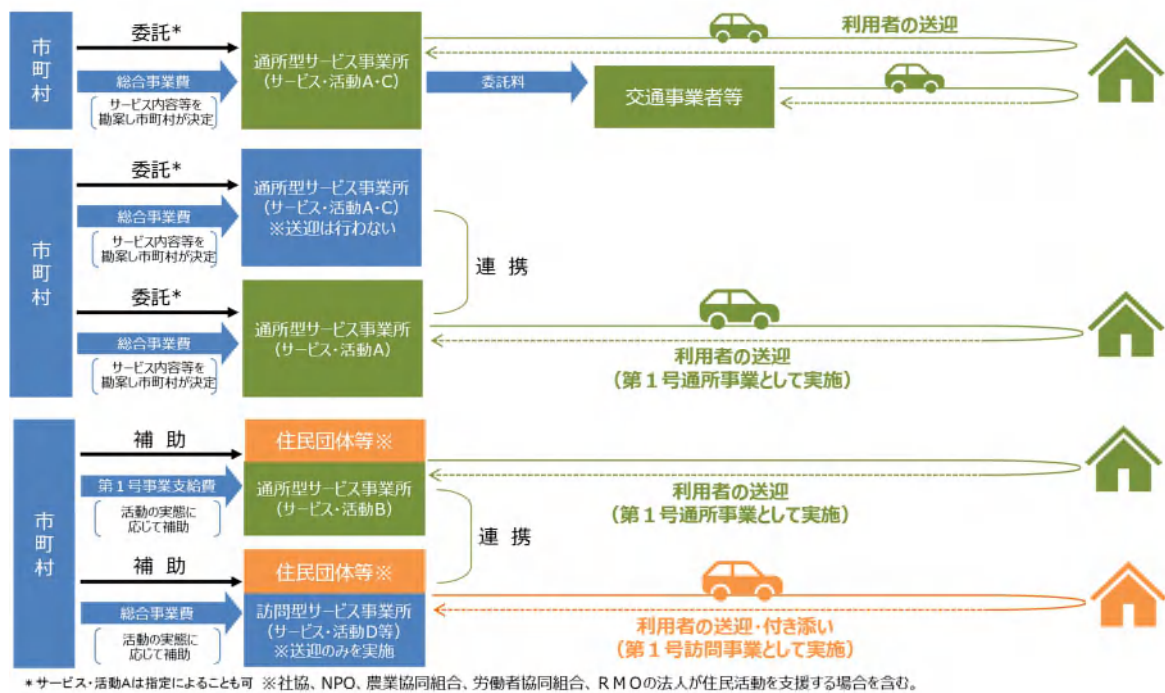 市町村
委託*
総合事業費
サービス内容等を
勘案し市町村が決定
通所型サービス事業所
(サービス・活動A・C)
委託料
交通事業者等
利用者の送迎
市町村
委託*
総合事業費
サービス内容等を
勘案し市町村が決定
通所型サービス事業所
(サービス・活動A・C)
※送迎は行わない
連 携
委託*
総合事業費
サービス内容等を
勘案し市町村が決定
通所型サービス事業所
(サービス・活動A)
利用者の送迎
(第1号通所事業として実施)
市町村
補 助
第1号事業支給費
活動の実態に
応じて補助
住民団体等※
通所型サービス事業所
(サービス・活動B)
利用者の送迎
(第1号通所事業として実施)
連 携
補 助
総合事業費
活動の実態に
応じて補助
住民団体等※
訪問型サービス事業所
(サービス・活動D等)
※送迎のみを実施
利用者の送迎・付き添い
(第1号訪問事業として実施)
*サービス・活動Aは指定によることも可 ※社協、NPO、農業協同組合、労働者協同組合、RMOの法人が住民活動を支援する場合を含む。